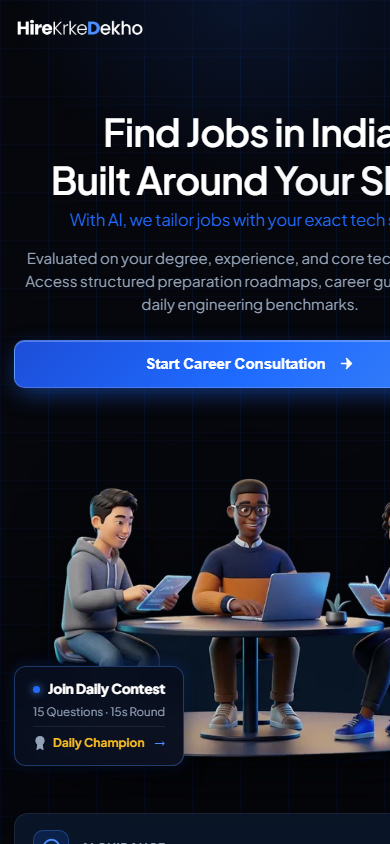 HireKrkeDekho
Find Jobs in India
Built Around Your
With AI, we tailor jobs with your exact tech
Evaluated on your degree, experience, and core
Access structured preparation roadmaps, career
daily engineering benchmarks.
Start Career Consultation →
Join Daily Contest
15 Questions · 15s Round
Daily Champion →